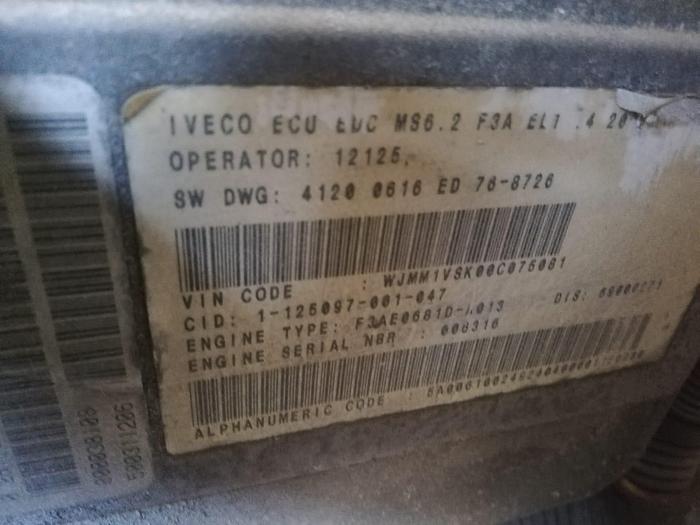 IVECO ECU EDC MS6.2 F3A
OPERATOR: 12125,
SW DWG: 4120 0616 ED 76-8726
VIN CODE : WJMM1VSK00C075081
CID: 1-125097-001-047
ENGINE TYPE: F3AE0681D- DIS:
ENGINE SERIAL NBR : 008316
ALPHANUMERIC CODE :